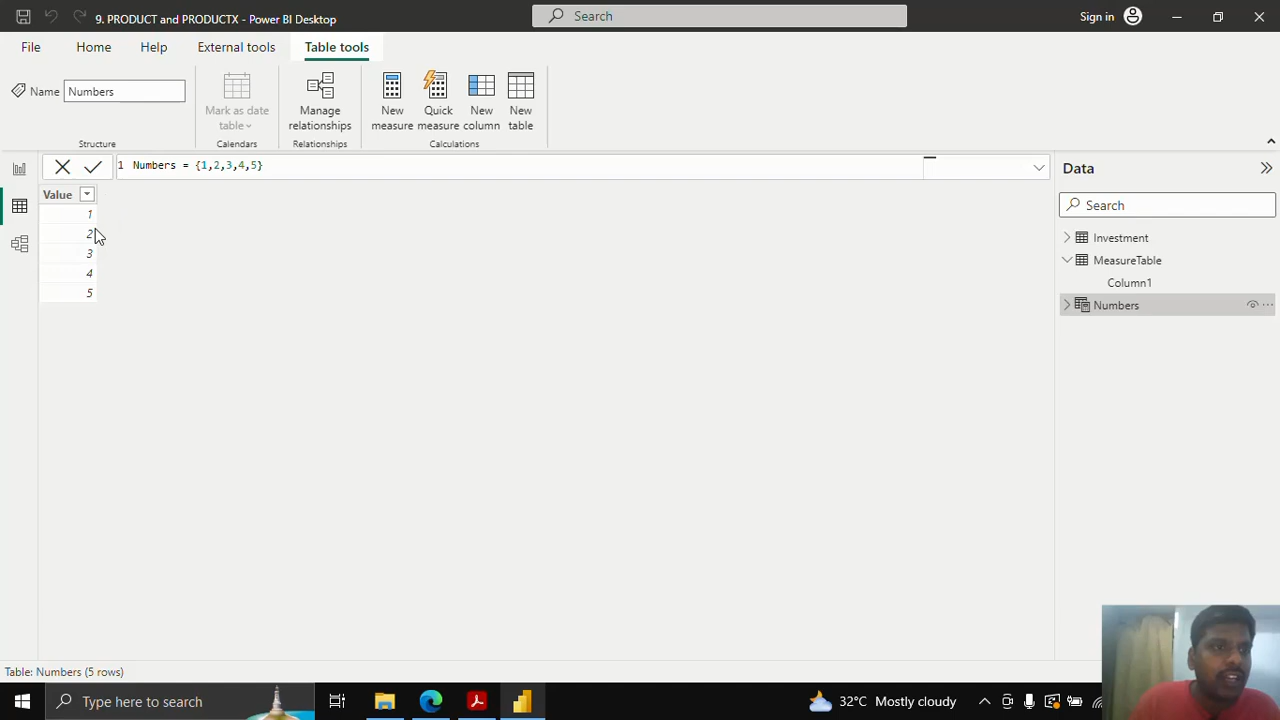 9. PRODUCT and PRODUCTX - Power BI Desktop
Search
Sign in
File
Home
Help
External tools
Table tools
Name
Numbers
Mark as date
table
Manage
relationships
New
measure
Quick
measure
New
column
New
table
Structure
Calendars
Relationships
Calculations
1 Numbers = {1,2,3,4,5}
Data
Value
1
2
3
4
5
Search
Investment
MeasureTable
Column1
Numbers
Table: Numbers (5 rows)
Type here to search
32°C Mostly cloudy